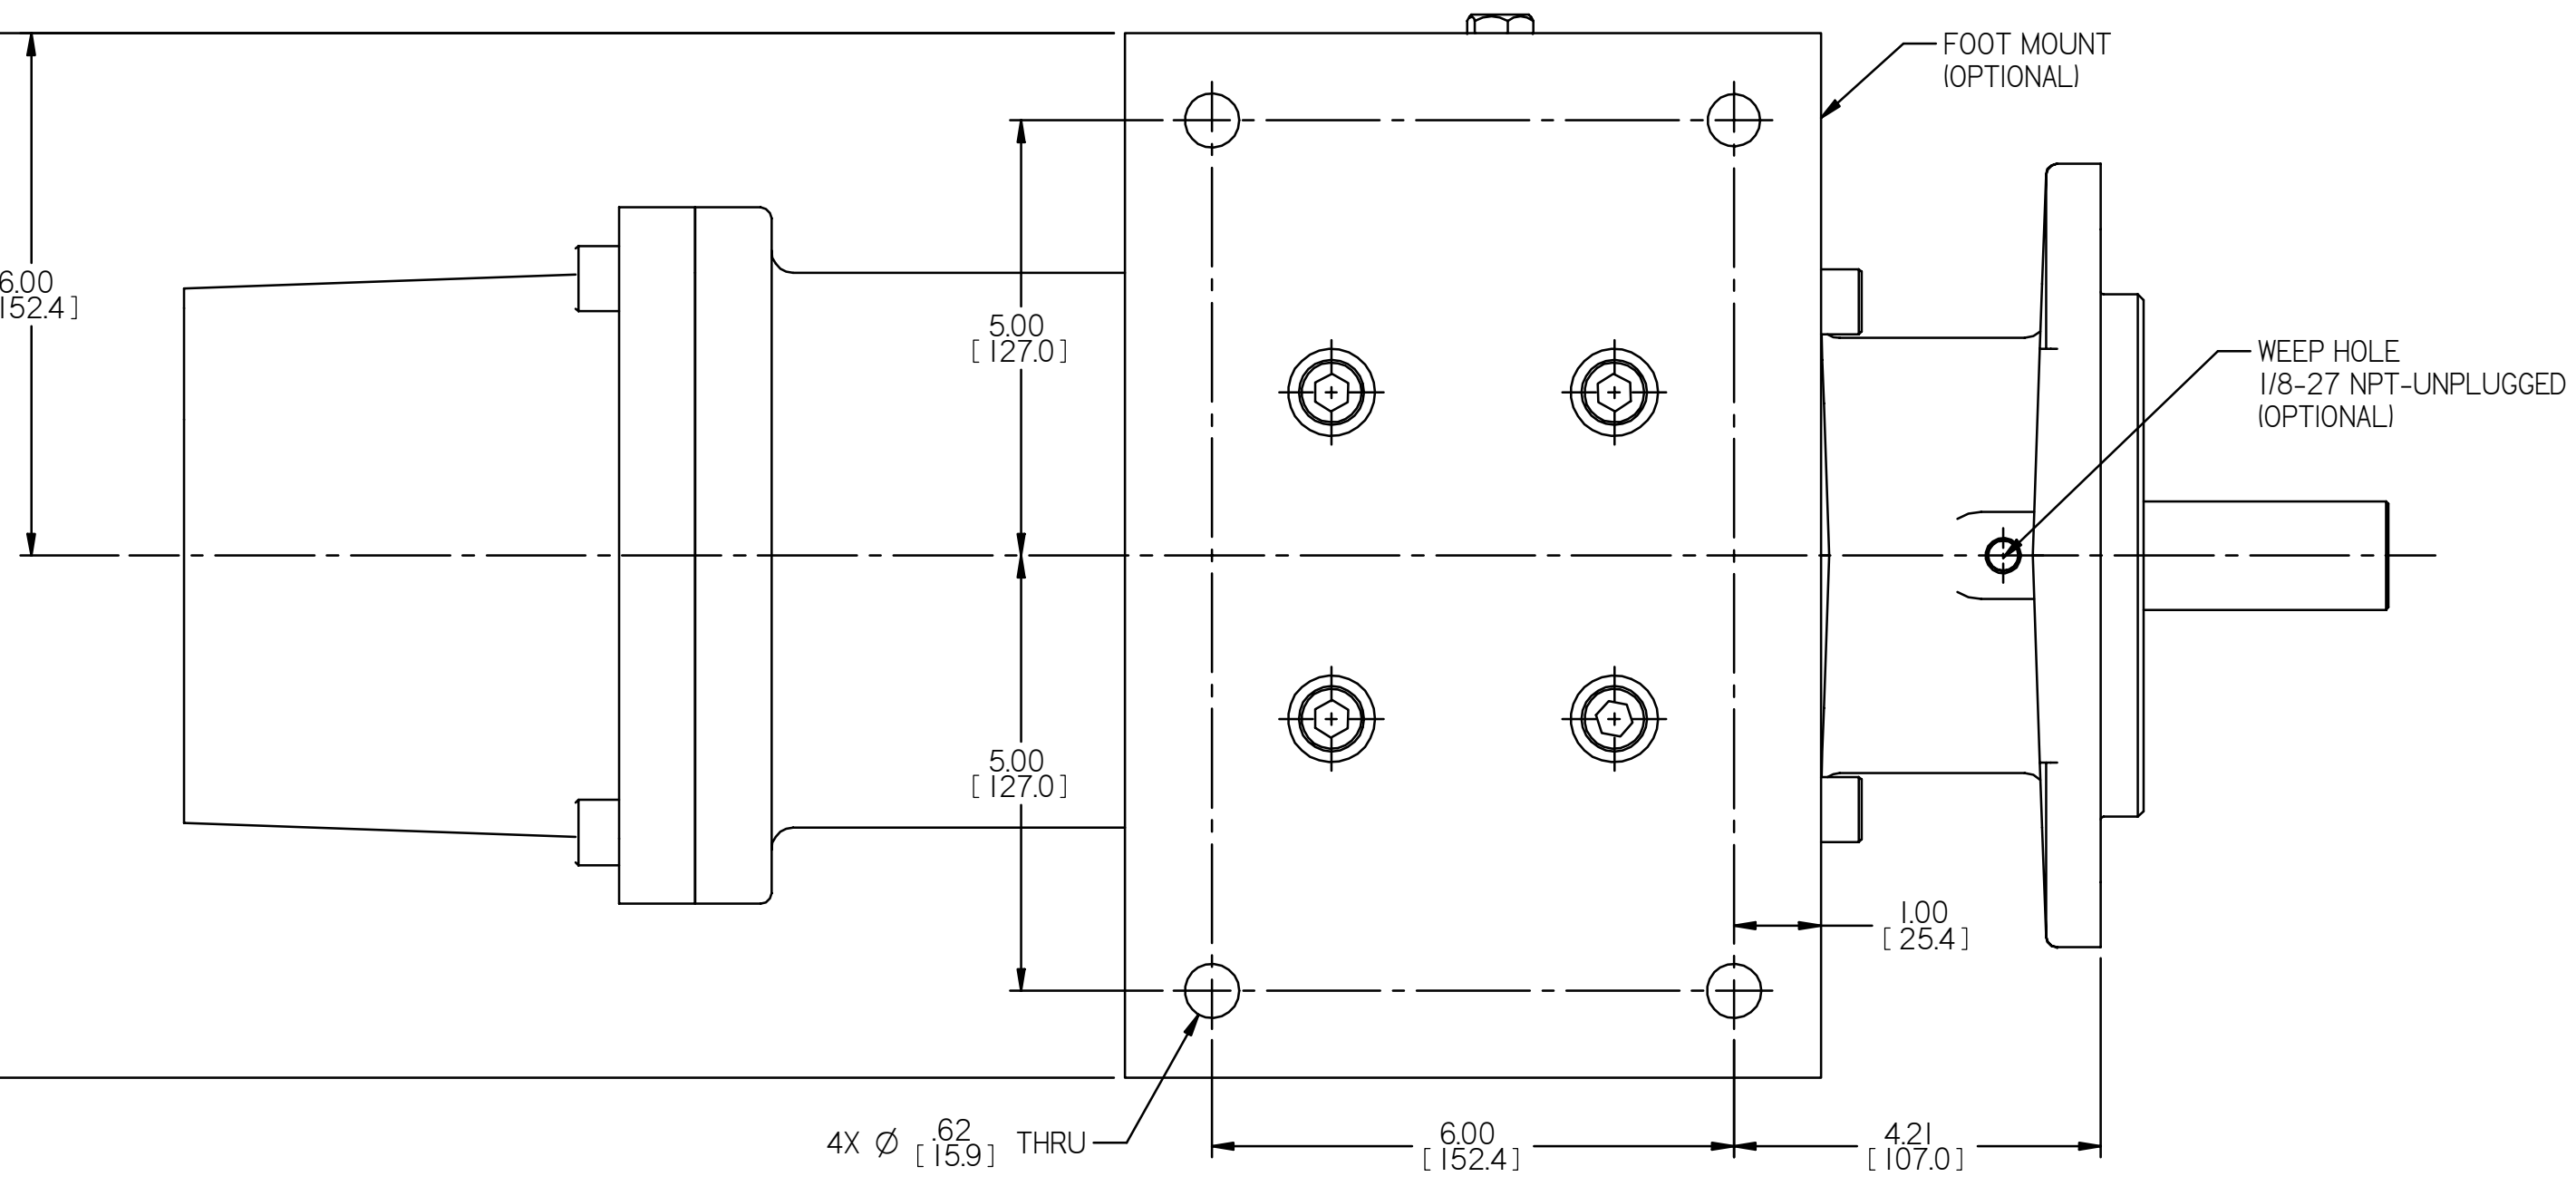 FOOT MOUNT
(OPTIONAL)
6.00
152.4 ]
5.00
[ 127.0 ]
WEEP HOLE
1/8-27 NPT-UNPLUGGED
(OPTIONAL)
5.00
[ 127.0 ]
1.00
[ 25.4 ]
4X Ø .62 THRU
[ 15.9 ]
6.00
[ 152.4 ]
4.21
[ 107.0 ]